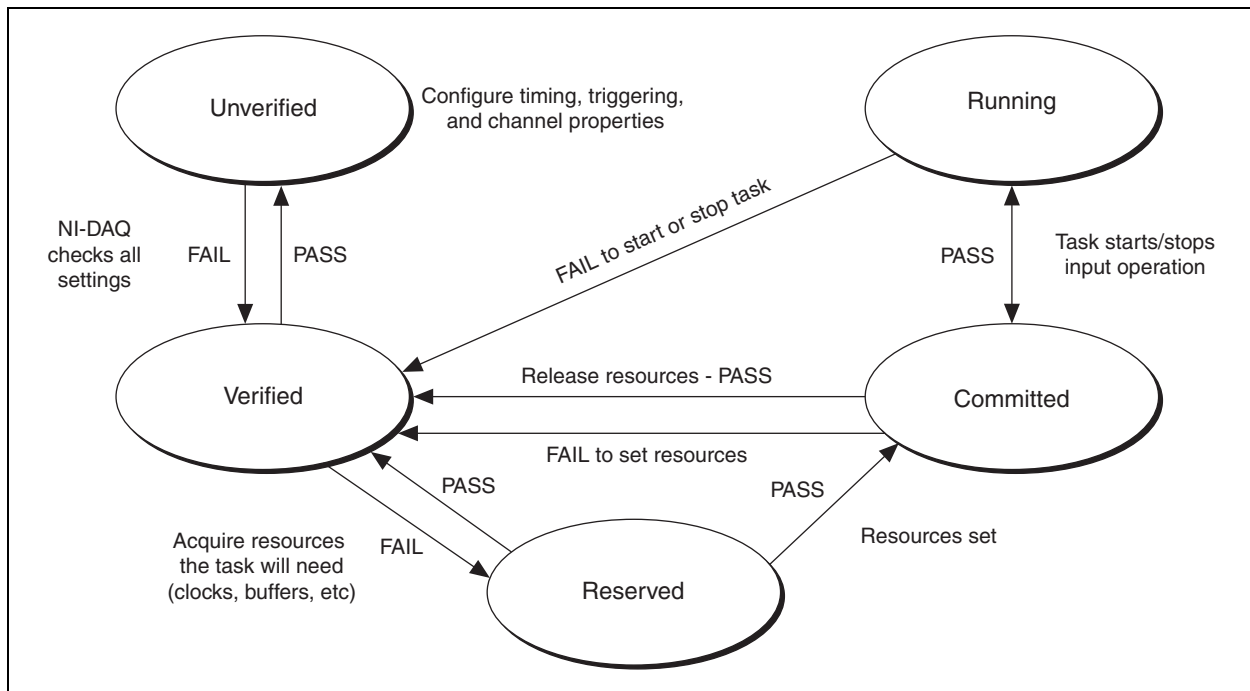 Unverified
Configure timing, triggering,
and channel properties
Running
NI-DAQ
checks all
settings
FAIL
PASS
FAIL to start or stop task
PASS
Task starts/stops
input operation
Verified
Release resources - PASS
Committed
FAIL to set resources
PASS
PASS
Acquire resources
the task will need
(clocks, buffers, etc)
FAIL
Resources set
Reserved